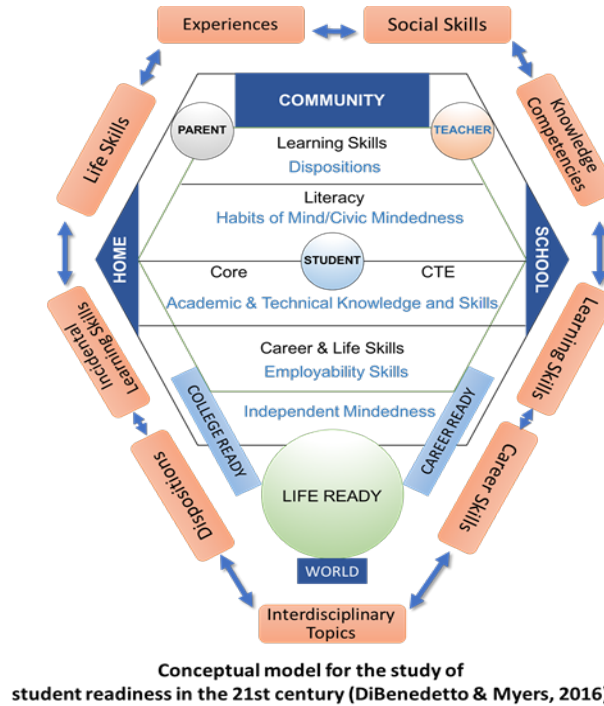 Experiences
Social Skills
Life Skills
Knowledge
Competencies
COMMUNITY
PARENT
TEACHER
Learning Skills
Dispositions
Literacy
Habits of Mind/Civic Mindedness
HOME
STUDENT
SCHOOL
Core
CTE
Academic & Technical Knowledge and Skills
Incidental
Learning Skills
Learning Skills
Career & Life Skills
Employability Skills
Independent Mindedness
COLLEGE READY
CAREER READY
Dispositions
Career Skills
LIFE READY
WORLD
Interdisciplinary
Topics
Conceptual model for the study of
student readiness in the 21st century (DiBenedetto & Myers, 2016)